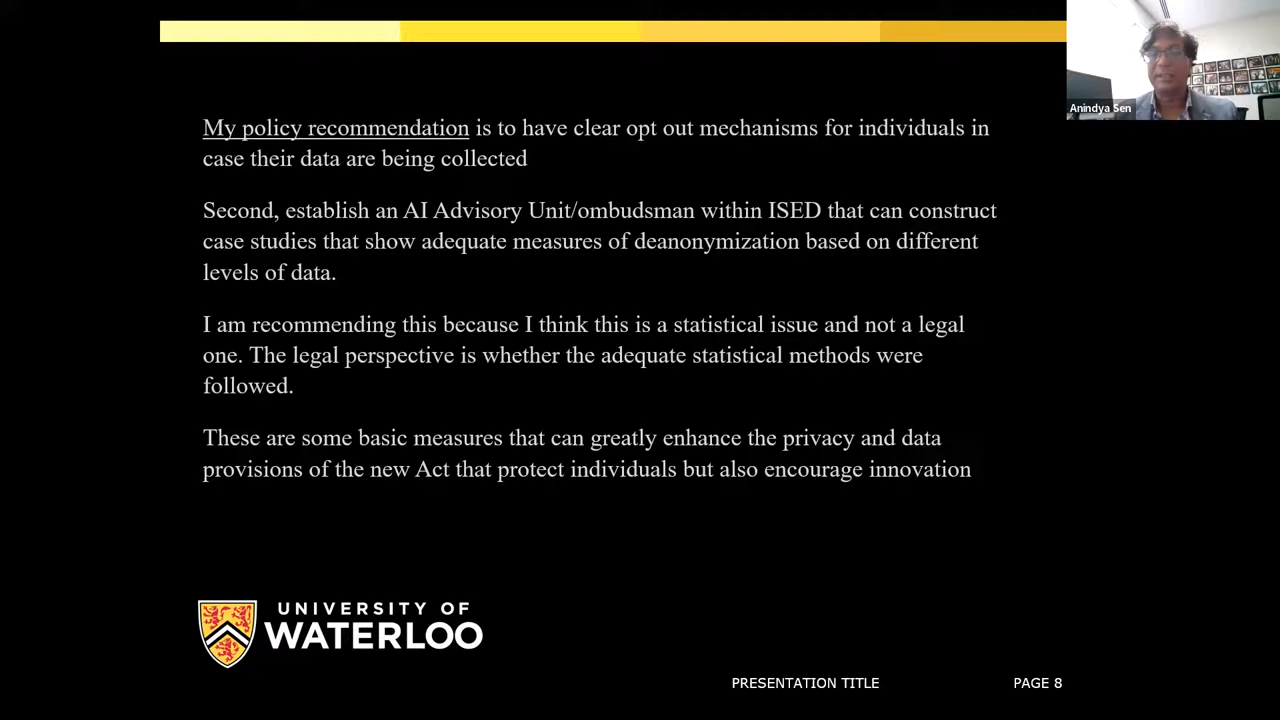 Anindya Sen
My policy recommendation is to have clear opt out mechanisms for individuals in
case their data are being collected
Second, establish an AI Advisory Unit/ombudsman within ISED that can construct
case studies that show adequate measures of deanonymization based on different
levels of data.
I am recommending this because I think this is a statistical issue and not a legal
one. The legal perspective is whether the adequate statistical methods were
followed.
These are some basic measures that can greatly enhance the privacy and data
provisions of the new Act that protect individuals but also encourage innovation
UNIVERSITY OF
WATERLOO
PRESENTATION TITLE
PAGE 8